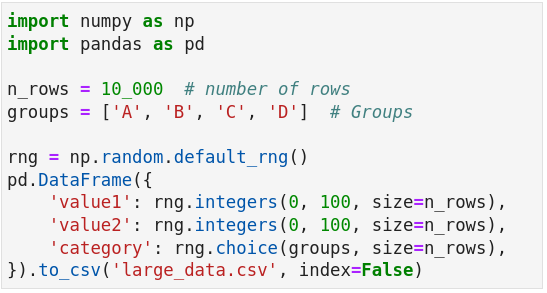 import numpy as np
import pandas as pd

n_rows = 10_000  # number of rows
groups = ['A', 'B', 'C', 'D']  # Groups

rng = np.random.default_rng()
pd.DataFrame({
    'value1': rng.integers(0, 100, size=n_rows),
    'value2': rng.integers(0, 100, size=n_rows),
    'category': rng.choice(groups, size=n_rows),
}).to_csv('large_data.csv', index=False)